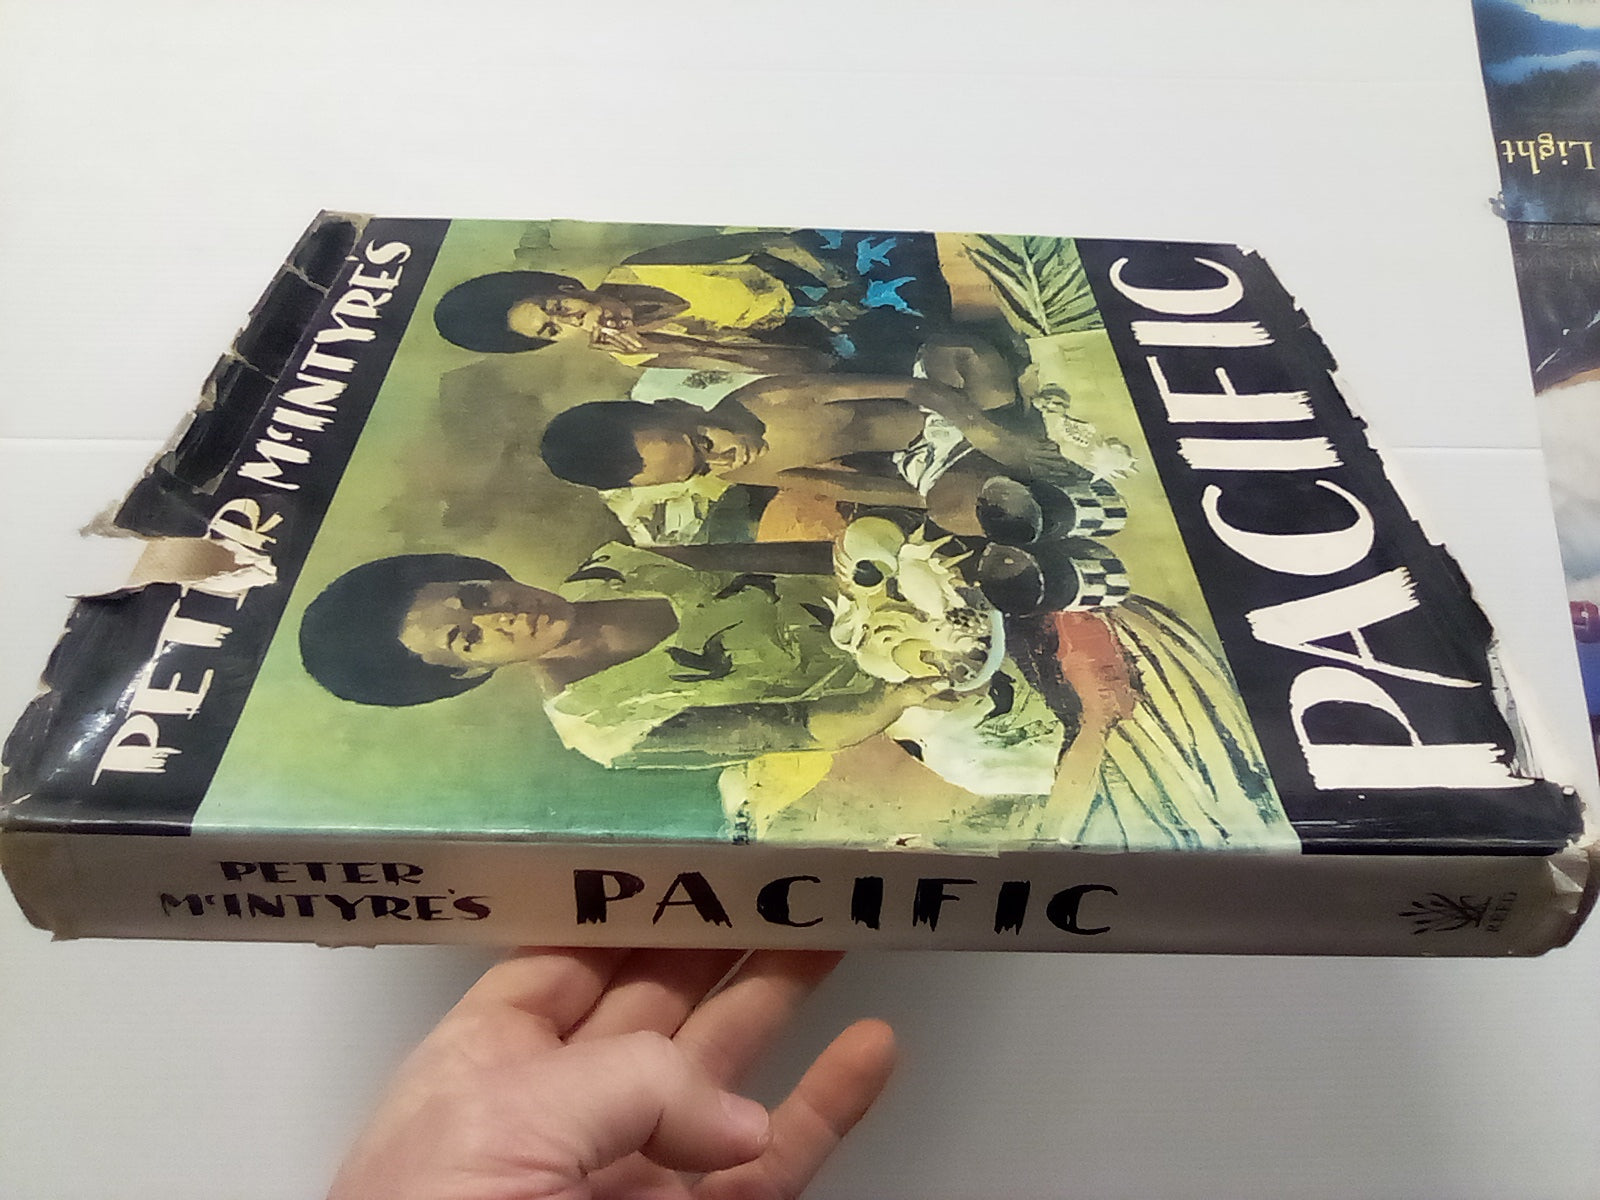 PETER McINTYRE'S
PACIFIC
PETER
McINTYRE'S
PACIFIC
REED
Light